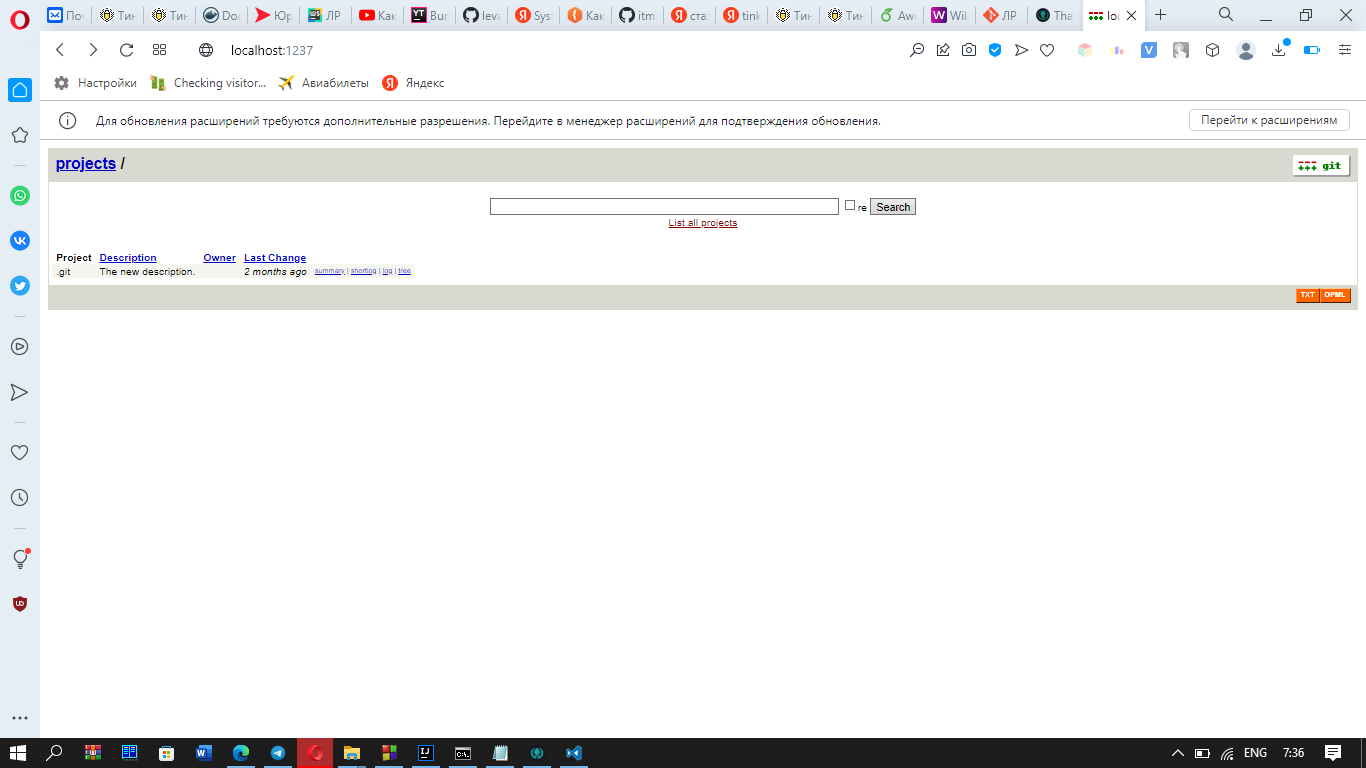 По Тин Тин Doc Юр ЛР Как Bur leva Sys Как itm ста tink Тин Тин Awe Wil ЛР Tha loc
localhost:1237
Настройки Checking visitor... Авиабилеты Яндекс
Для обновления расширений требуются дополнительные разрешения. Перейдите в менеджер расширений для подтверждения обновления. Перейти к расширениям
projects / git
re Search
List all projects
Project Description Owner Last Change
.git The new description. 2 months ago summary | shortlog | log | tree
TXT OPML
ENG 7:36